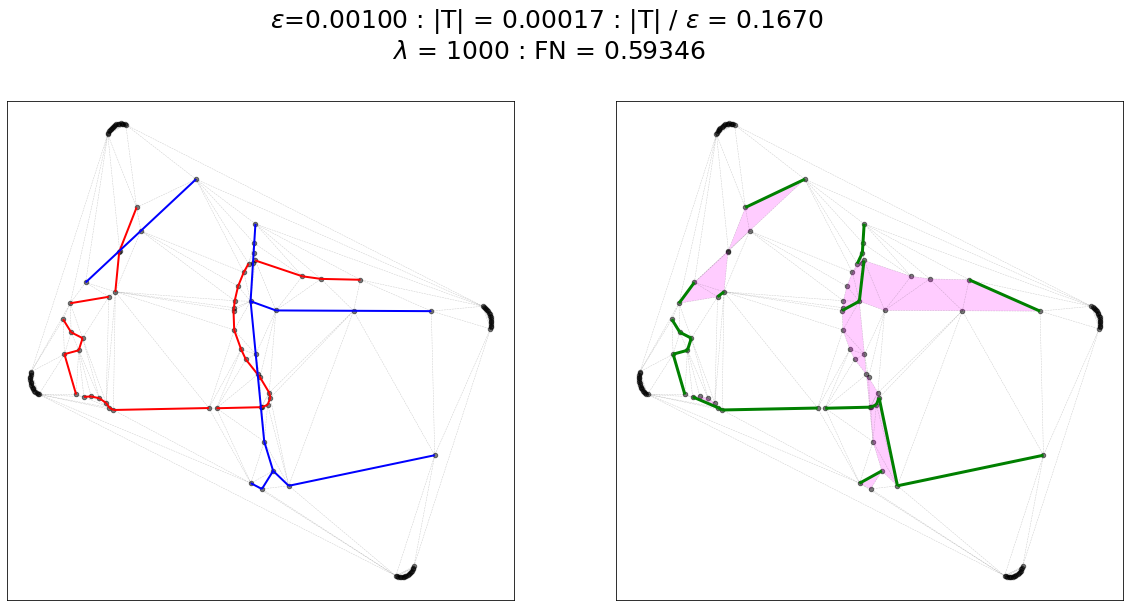 ε=0.00100 : |T| = 0.00017 : |T| / ε = 0.1670
λ = 1000 : FN = 0.59346